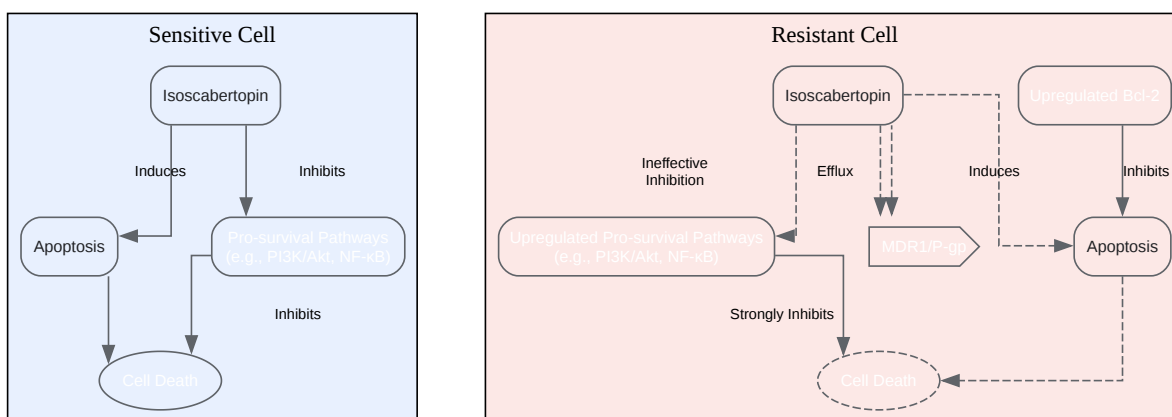 Sensitive Cell
Isoscabertopin
Induces
Inhibits
Apoptosis
Pro-survival Pathways
(e.g., PI3K/Akt, NF-κB)
Inhibits
Cell Death
Resistant Cell
Isoscabertopin
Upregulated Bcl-2
Ineffective
Inhibition
Efflux
Induces
Inhibits
Upregulated Pro-survival Pathways
(e.g., PI3K/Akt, NF-κB)
MDR1/P-gp
Apoptosis
Strongly Inhibits
Cell Death